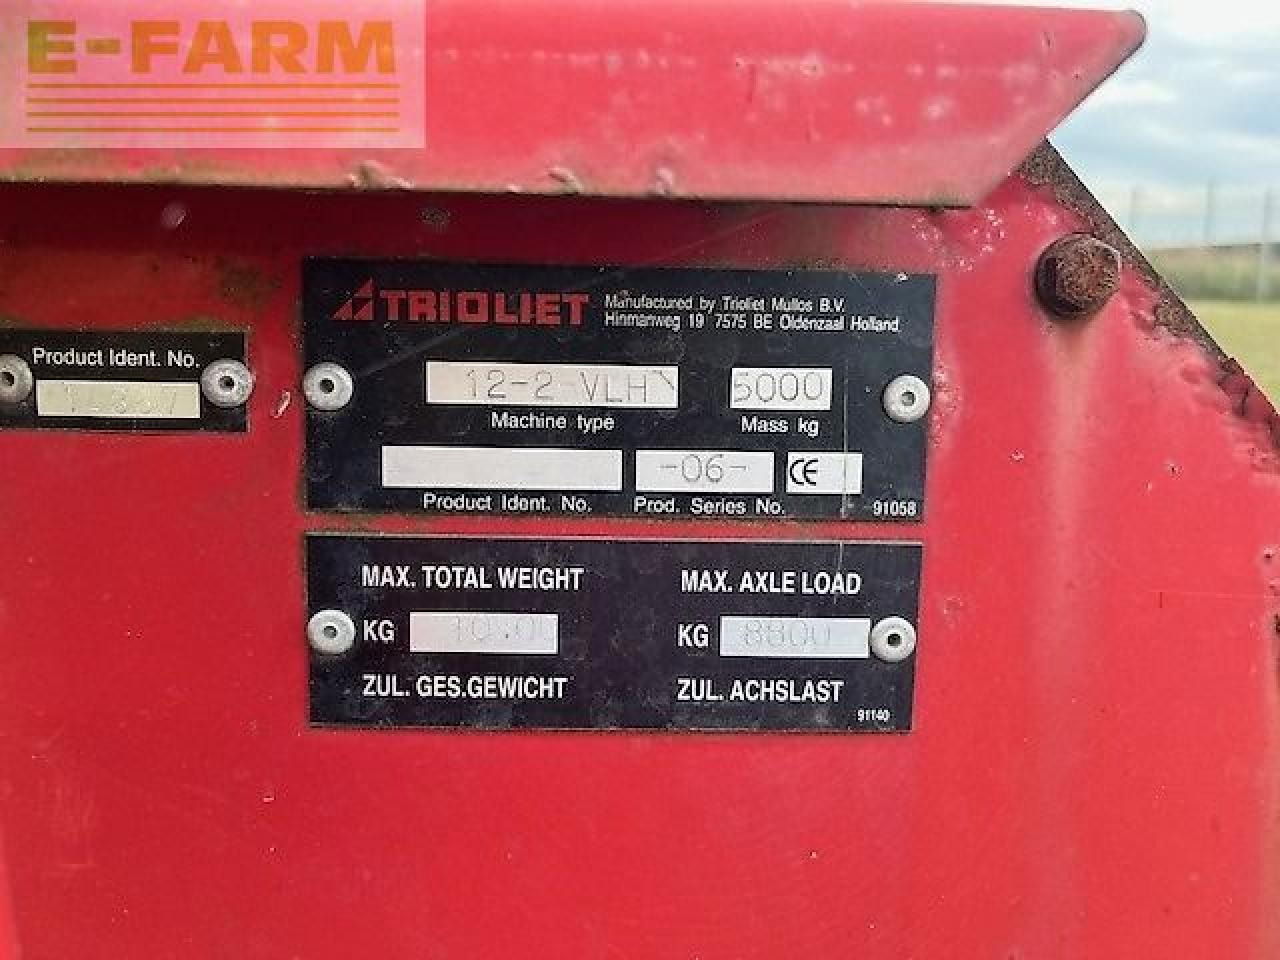 E-FARM
TRIOLIET
Manufactured by Trioliet Mullos B.V.
Hinmanweg 19 7575 BE Oldenzaal Holland
Product Ident. No.
12-2 VLH 5000
Machine type Mass kg
-06- CE
Product Ident. No. Prod. Series No. 91058
MAX. TOTAL WEIGHT MAX. AXLE LOAD
KG KG 8800
ZUL. GES.GEWICHT ZUL. ACHSLAST
91140